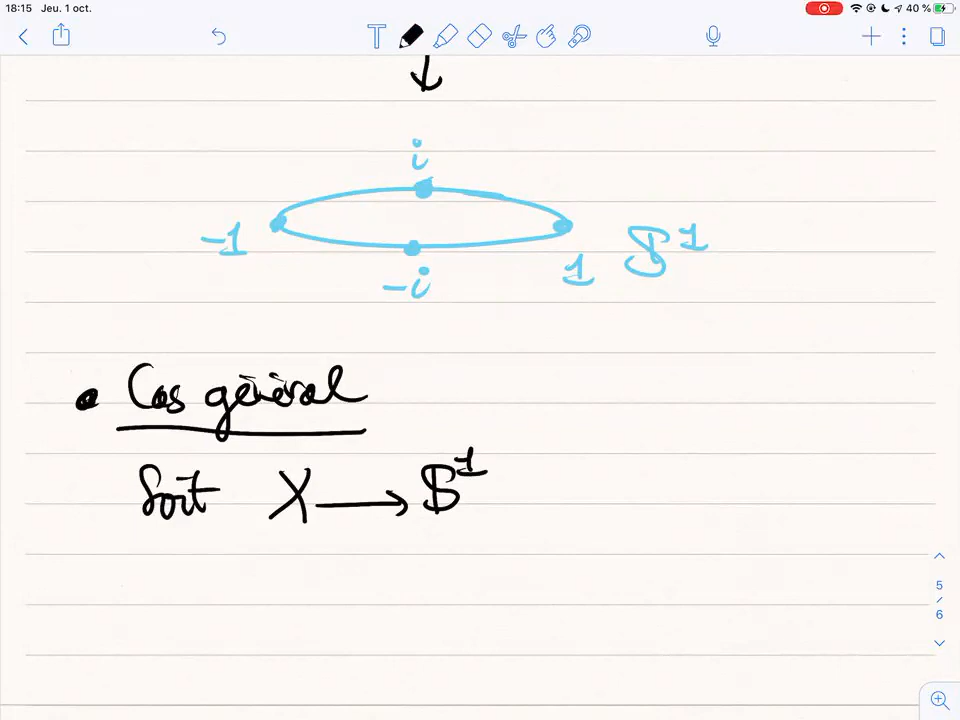 18:15 Jeu. 1 oct. 40 %
T
i
-1
-i
1 𝕊¹
• Cas général
Soit X ⟶ 𝕊¹
5
/
6